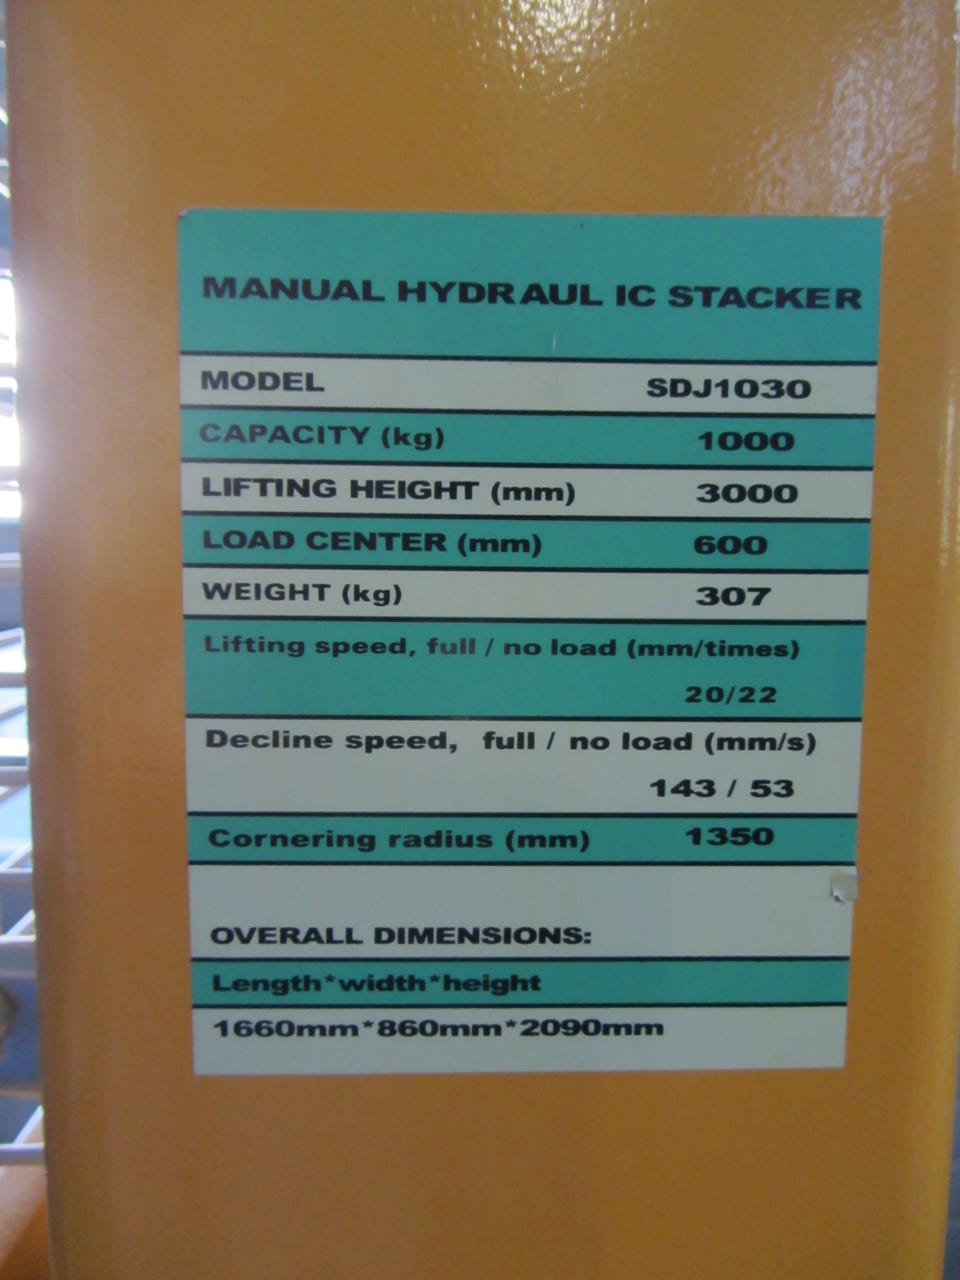 MANUAL HYDRAUL IC STACKER
MODEL SDJ1030
CAPACITY (kg) 1000
LIFTING HEIGHT (mm) 3000
LOAD CENTER (mm) 600
WEIGHT (kg) 307
Lifting speed, full / no load (mm/times)
20/22
Decline speed, full / no load (mm/s)
143 / 53
Cornering radius (mm) 1350
OVERALL DIMENSIONS:
Length*width*height
1660mm*860mm*2090mm